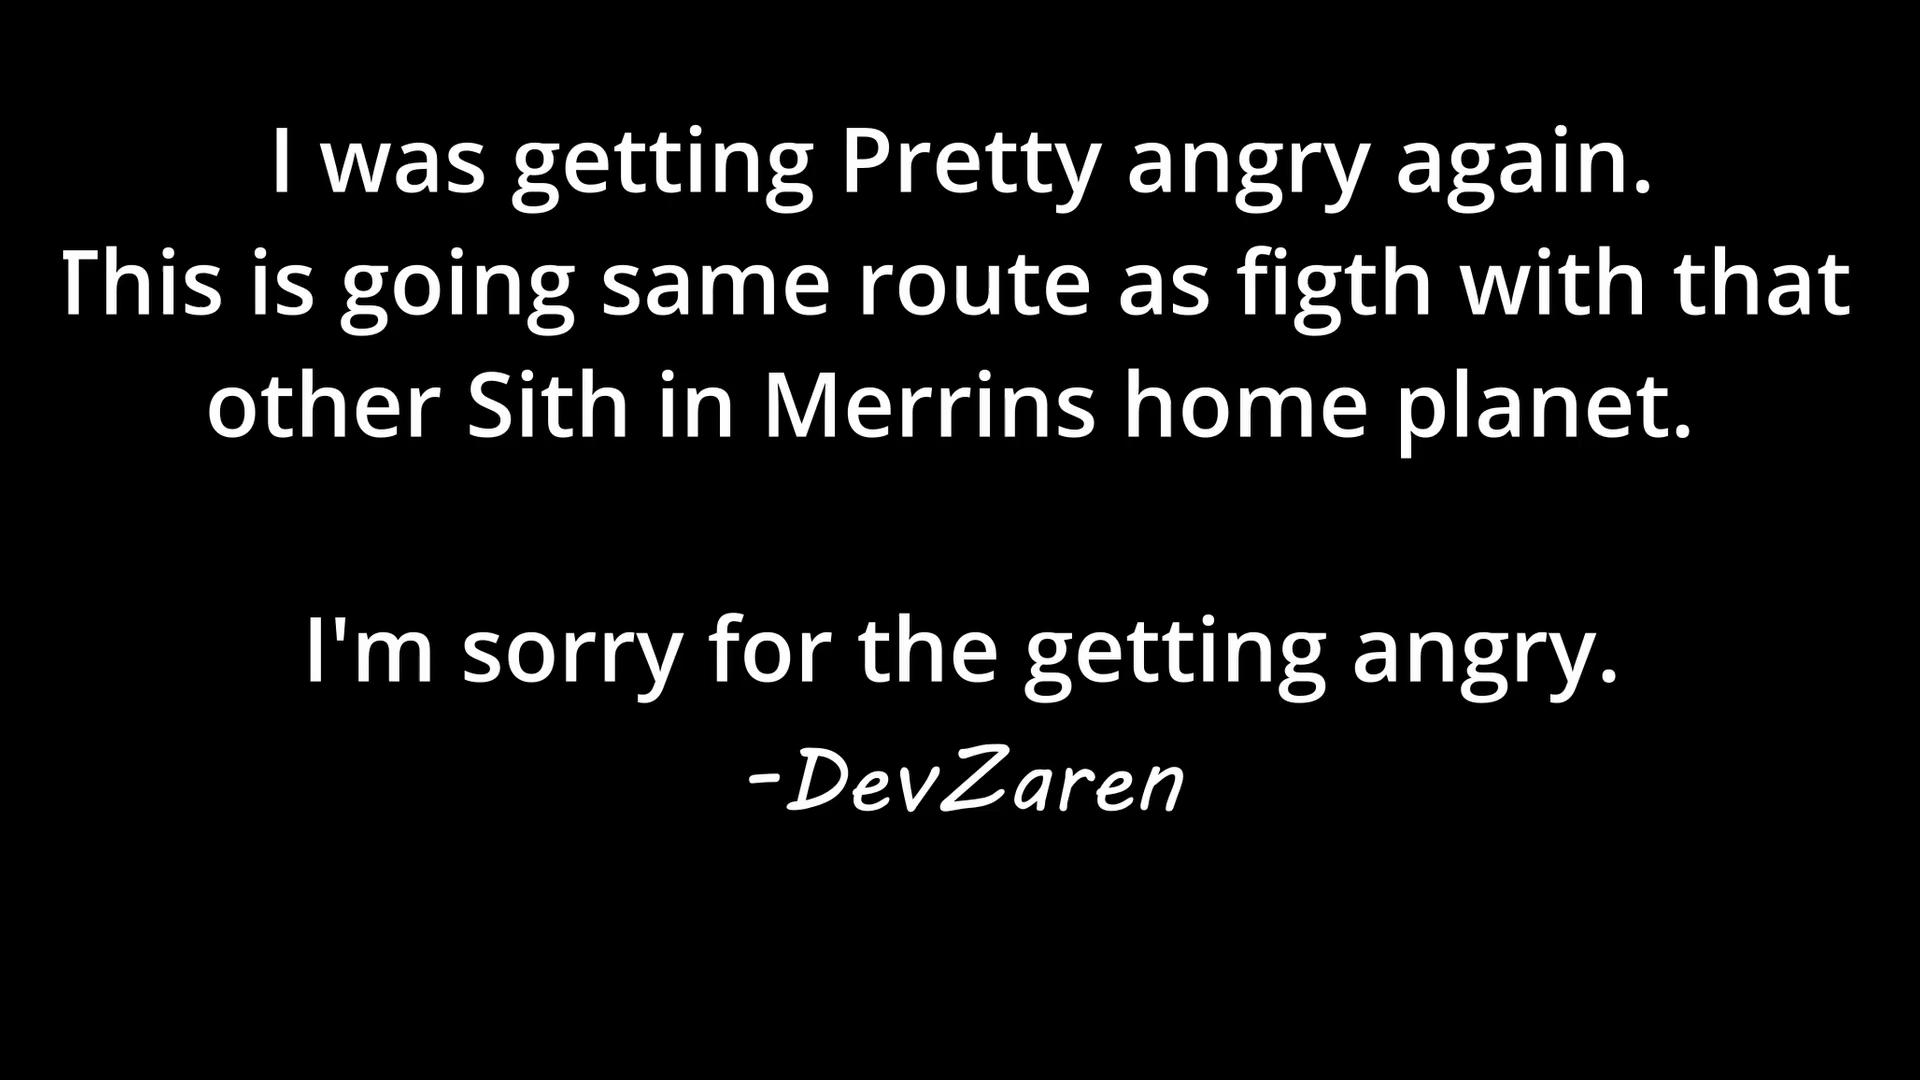 I was getting Pretty angry again.
This is going same route as figth with that
other Sith in Merrins home planet.
I'm sorry for the getting angry.
-DevZaren